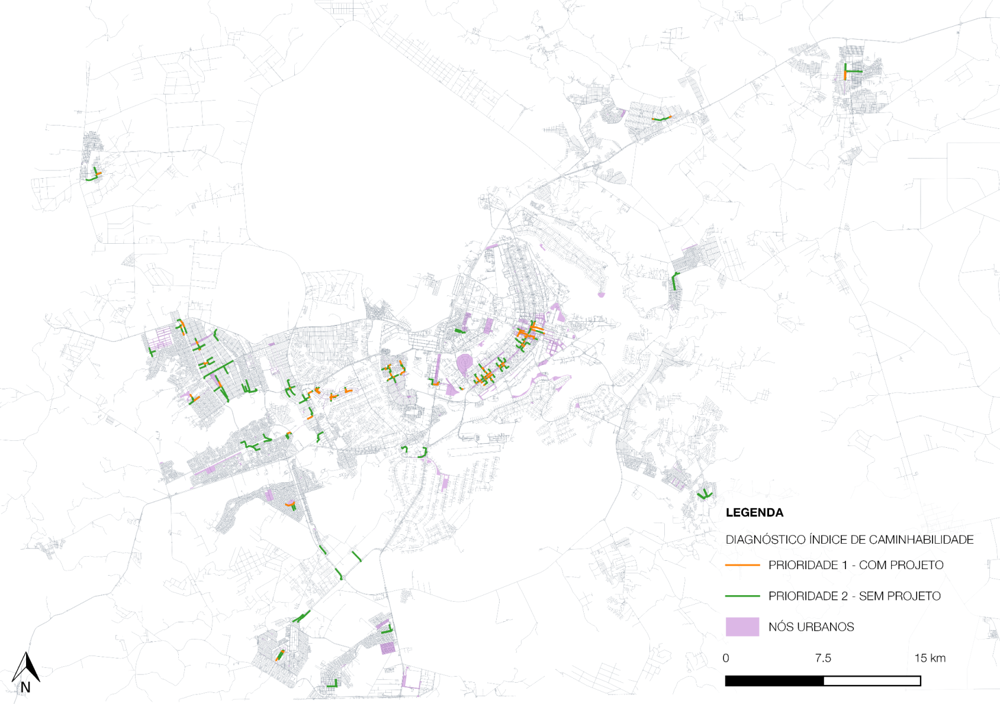 LEGENDA
DIAGNÓSTICO ÍNDICE DE CAMINHABILIDADE
PRIORIDADE 1 - COM PROJETO
PRIORIDADE 2 - SEM PROJETO
NÓS URBANOS
0 7.5 15 km
N